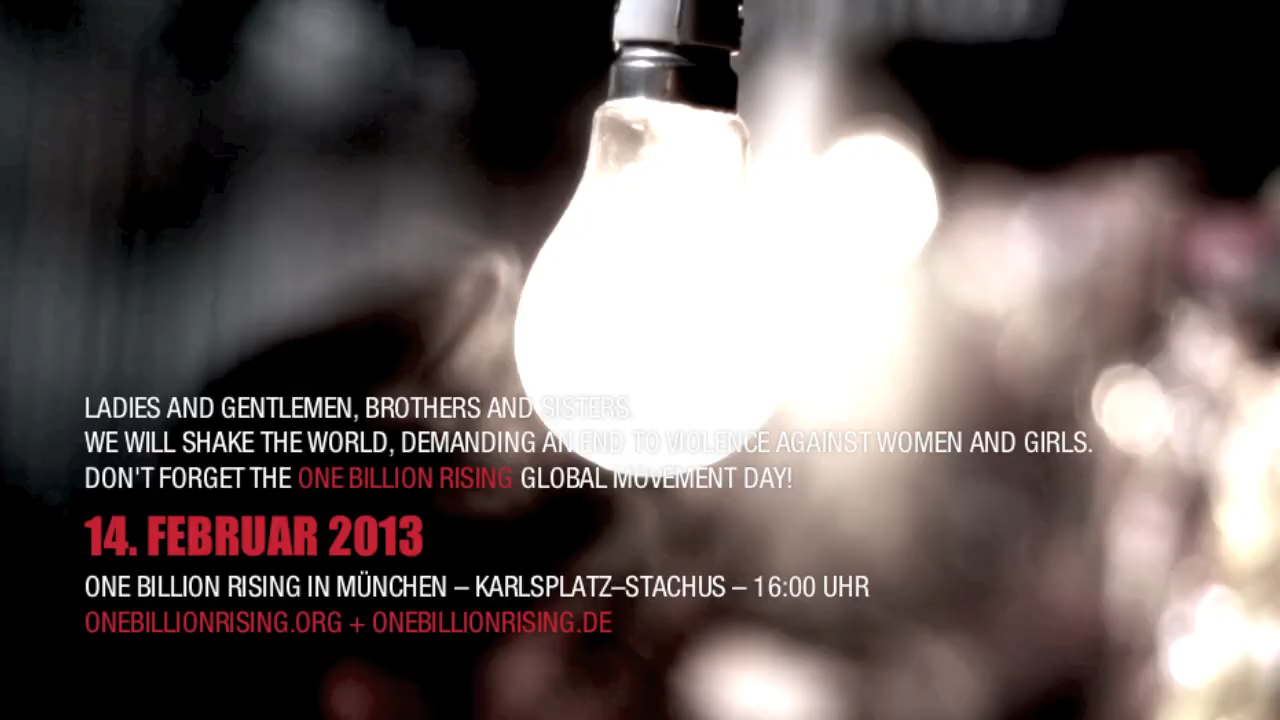 LADIES AND GENTLEMEN, BROTHERS AND SISTERS.
WE WILL SHAKE THE WORLD, DEMANDING AN END TO VIOLENCE AGAINST WOMEN AND GIRLS.
DON'T FORGET THE ONE BILLION RISING GLOBAL MOVEMENT DAY!
14. FEBRUAR 2013
ONE BILLION RISING IN MÜNCHEN – KARLSPLATZ–STACHUS – 16:00 UHR
ONEBILLIONRISING.ORG + ONEBILLIONRISING.DE